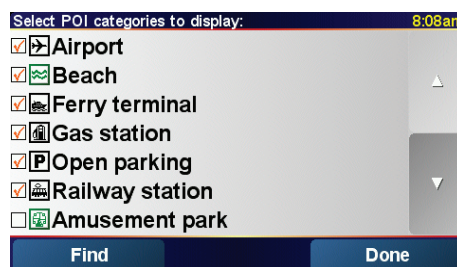 Select POI categories to display: 8:08am
Airport
Beach
Ferry terminal
Gas station
P Open parking
Railway station
Amusement park
Find Done